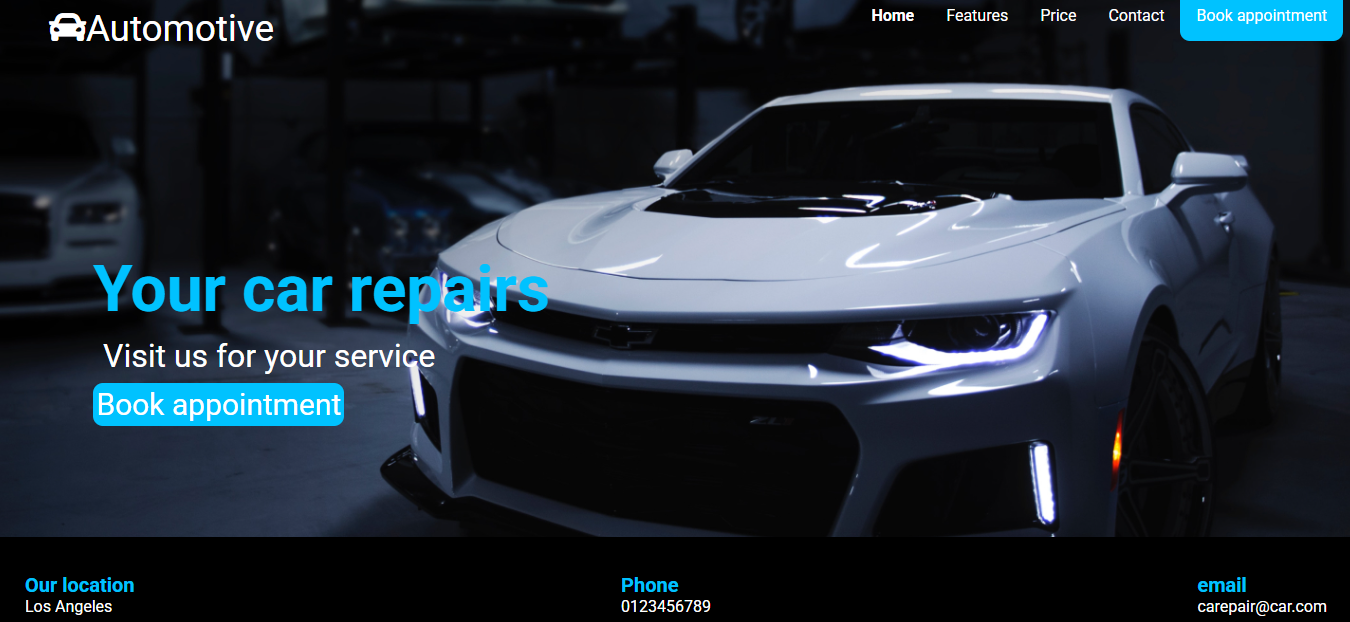 Automotive
Home Features Price Contact Book appointment
Your car repairs
Visit us for your service
Book appointment
Our location Phone email
Los Angeles 0123456789 carepair@car.com